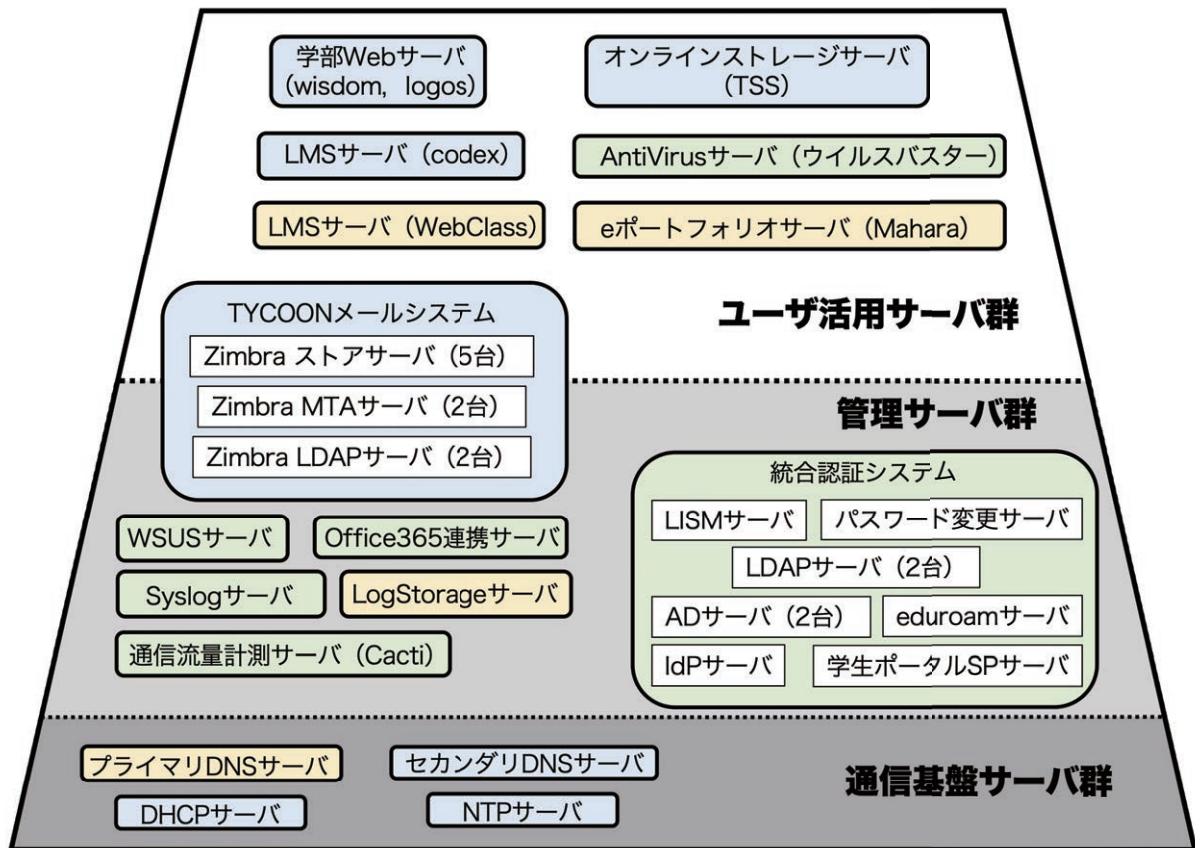 学部Webサーバ
(wisdom, logos)
オンラインストレージサーバ
(TSS)
LMSサーバ (codex)
AntiVirusサーバ (ウイルスバスター)
LMSサーバ (WebClass)
eポートフォリオサーバ (Mahara)
ユーザ活用サーバ群
TYCOONメールシステム
Zimbra ストアサーバ (5台)
Zimbra MTAサーバ (2台)
Zimbra LDAPサーバ (2台)
管理サーバ群
統合認証システム
LISMサーバ
パスワード変更サーバ
LDAPサーバ (2台)
ADサーバ (2台)
eduroamサーバ
IdPサーバ
学生ポータルSPサーバ
WSUSサーバ
Office365連携サーバ
Syslogサーバ
LogStorageサーバ
通信流量計測サーバ (Cacti)
プライマリDNSサーバ
セカンダリDNSサーバ
DHCPサーバ
NTPサーバ
通信基盤サーバ群